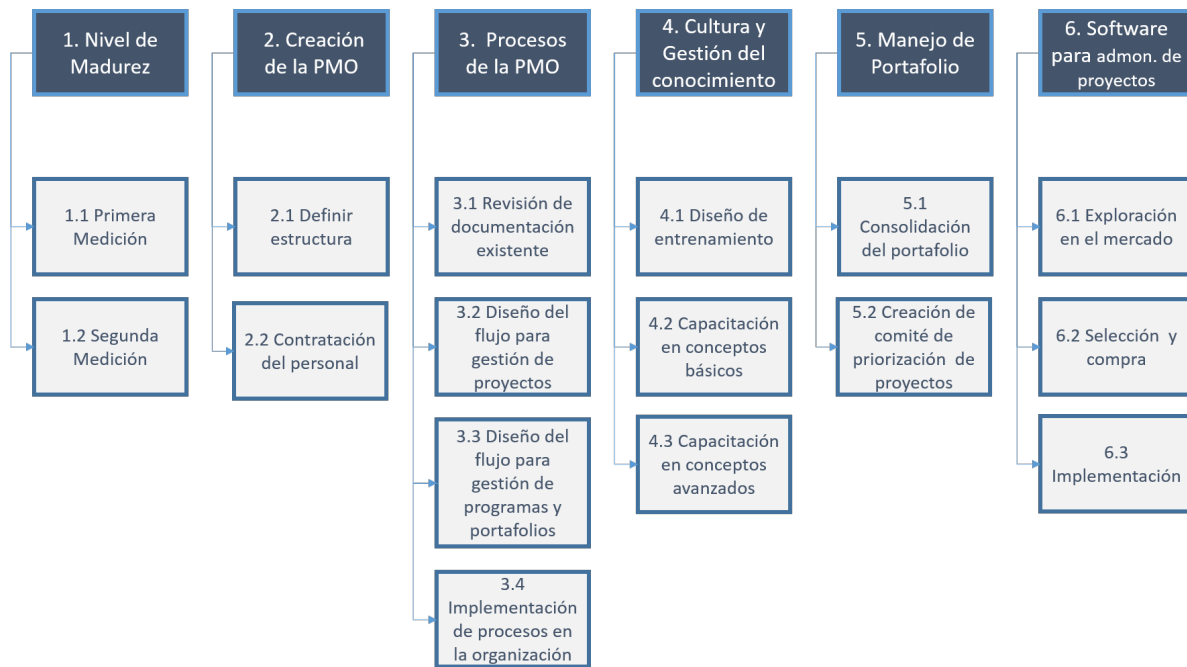 1. Nivel de
Madurez
2. Creación
de la PMO
3. Procesos
de la PMO
4. Cultura y
Gestión del
conocimiento
5. Manejo de
Portafolio
6. Software
para admon. de
proyectos
1.1 Primera
Medición
1.2 Segunda
Medición
2.1 Definir
estructura
2.2 Contratación
del personal
3.1 Revisión de
documentación
existente
3.2 Diseño del
flujo para
gestión de
proyectos
3.3 Diseño del
flujo para
gestión de
programas y
portafolios
3.4
Implementación
de procesos en
la organización
4.1 Diseño de
entrenamiento
4.2 Capacitación
en conceptos
básicos
4.3 Capacitación
en conceptos
avanzados
5.1
Consolidación
del portafolio
5.2 Creación de
comité de
priorización de
proyectos
6.1 Exploración
en el mercado
6.2 Selección y
compra
6.3
Implementación